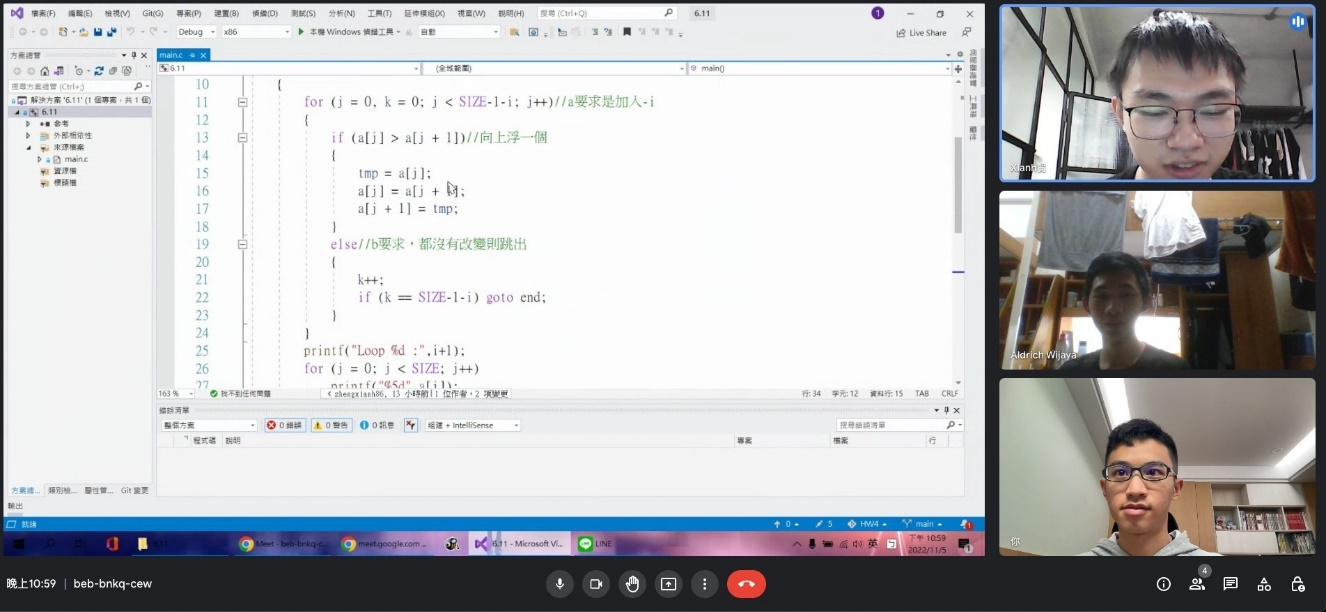 檔案(F) 編輯(E) 檢視(V) Git(G) 專案(P) 建置(B) 偵錯(D) 測試(S) 分析(N) 工具(T) 延伸模組(X) 視窗(W) 說明(H) 搜尋 (Ctrl+Q) 6.11 1
Debug x86 本機 Windows 偵錯工具 自動 Live Share
方案總管
搜尋方案總管 (Ctrl+;)
解決方案 '6.11' (1 個專案，共 1 個)
6.11
參考
外部相依性
來源檔案
main.c
資源檔
標頭檔
方案總... 類別檢... 屬性管... Git 變更
main.c
6.11 (全域範圍) main()
10 {
11 for (j = 0, k = 0; j < SIZE-1-i; j++)//a要求是加入-i
12 {
13 if (a[j] > a[j + 1])//向上浮一個
14 {
15 tmp = a[j];
16 a[j] = a[j + 1];
17 a[j + 1] = tmp;
18 }
19 else//b要求，都沒有改變則跳出
20 {
21 k++;
22 if (k == SIZE-1-i) goto end;
23 }
24 }
25 printf("Loop %d :",i+1);
26 for (j = 0; j < SIZE; j++)
27 printf("%5d",a[j]);
163 % 找不到任何問題 zhengxianh86, 13 小時前|1 位作者，2 項變更 行: 34 字元: 12 資料行: 15 TAB CRLF
錯誤清單
整個方案 0 錯誤 0 警告 0 訊息 組建 + IntelliSense 搜尋錯誤清單
程式碼 說明 專案 檔案 行
輸出
就緒 0 5 HW4 main 1
6.11 Meet - beb-bnkq-c... meet.google.com ... 6.11 - Microsoft Vi... LINE 英 下午 10:59
2022/11/5 1
Aldrich Wijaya
你
晚上10:59 | beb-bnkq-cew 4